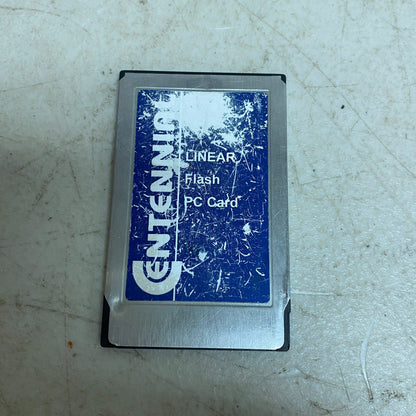 CENTENNIAL
LINEAR
Flash
PC Card